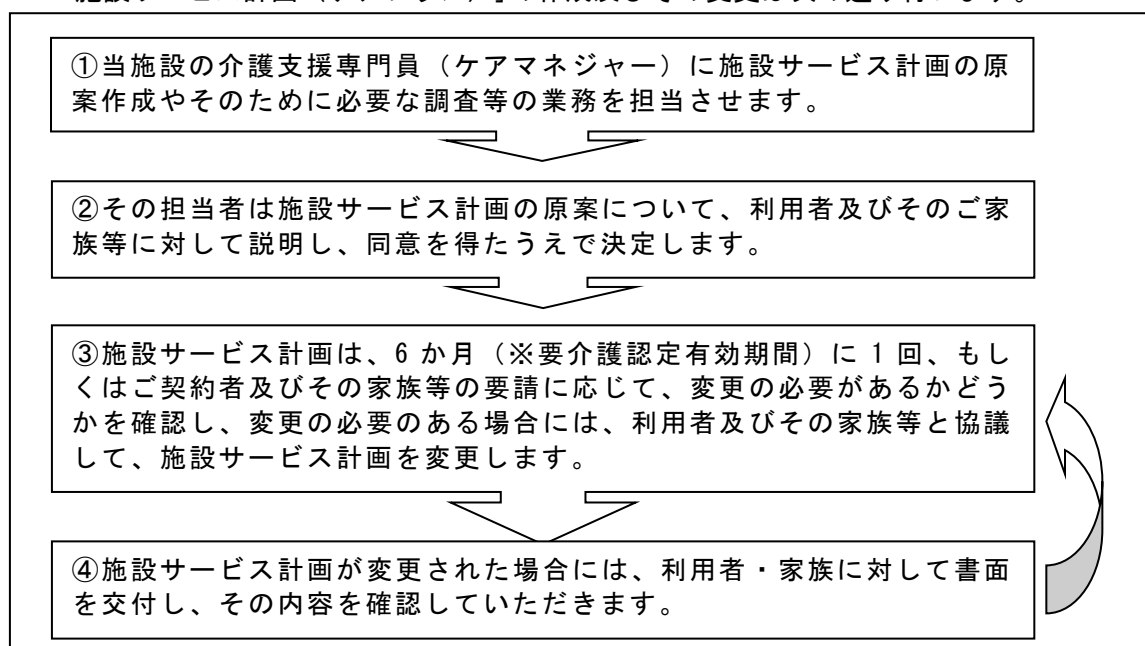 ①当施設の介護支援専門員（ケアマネジャー）に施設サービス計画の原
案作成やそのために必要な調査等の業務を担当させます。
②その担当者は施設サービス計画の原案について、利用者及びそのご家
族等に対して説明し、同意を得たうえで決定します。
③施設サービス計画は、6 か月（※要介護認定有効期間）に 1 回、もし
くはご契約者及びその家族等の要請に応じて、変更の必要があるかどう
かを確認し、変更の必要のある場合には、利用者及びその家族等と協議
して、施設サービス計画を変更します。
④施設サービス計画が変更された場合には、利用者・家族に対して書面
を交付し、その内容を確認していただきます。